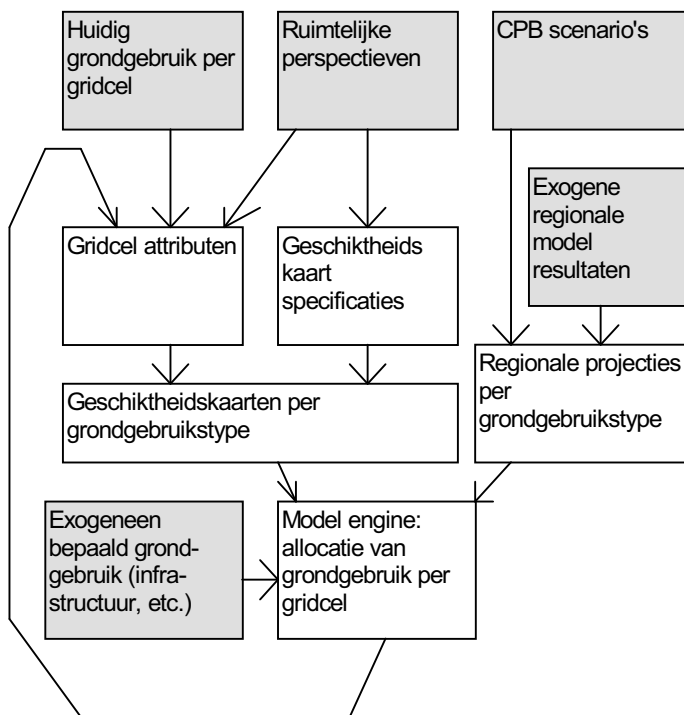 Huidig
grondgebruik per
gridcel
Ruimtelijke
perspectieven
CPB scenario's
Exogene
regionale
model
resultaten
Gridcel attributen
Geschiktheids
kaart
specificaties
Regionale projecties
per
grondgebruikstype
Geschiktheidskaarten per
grondgebruikstype
Exogeneen
bepaald grond-
gebruik (infra-
structuur, etc.)
Model engine:
allocatie van
grondgebruik per
gridcel